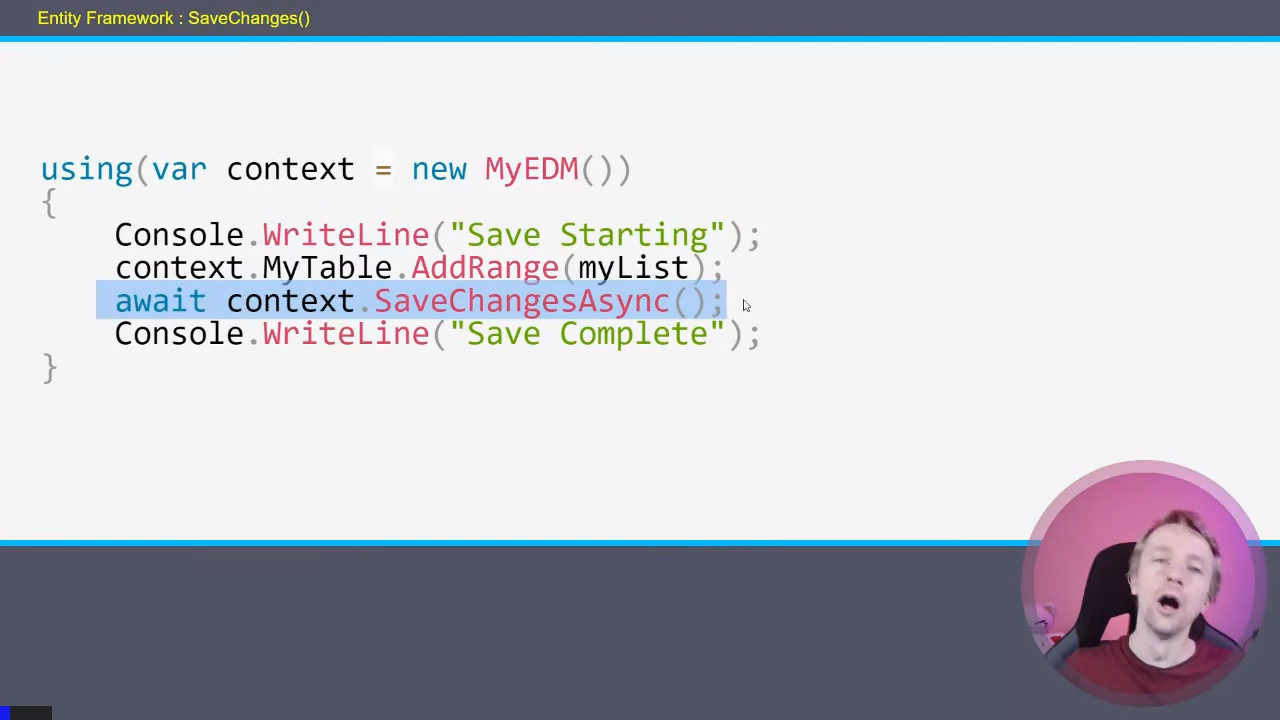 Entity Framework : SaveChanges()
using(var context = new MyEDM())
{
Console.WriteLine("Save Starting");
context.MyTable.AddRange(myList);
await context.SaveChangesAsync();
Console.WriteLine("Save Complete");
}